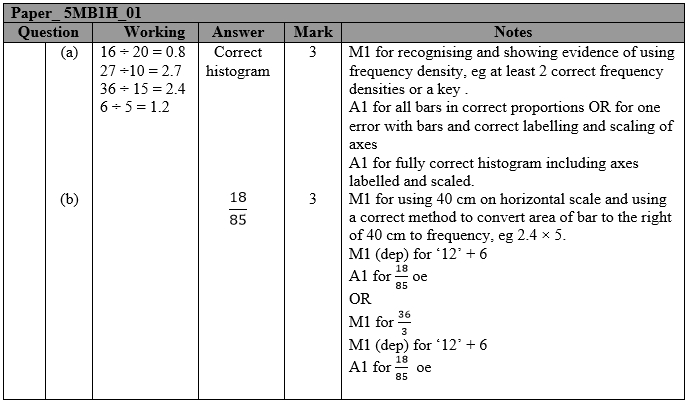 Paper_ 5MB1H_01
Question Working Answer Mark Notes
(a) 16 ÷ 20 = 0.8 Correct 3 M1 for recognising and showing evidence of using
27 ÷10 = 2.7 histogram frequency density, eg at least 2 correct frequency
36 ÷ 15 = 2.4 densities or a key .
6 ÷ 5 = 1.2 A1 for all bars in correct proportions OR for one
error with bars and correct labelling and scaling of
axes
A1 for fully correct histogram including axes
labelled and scaled.
(b) 18/85 3 M1 for using 40 cm on horizontal scale and using
a correct method to convert area of bar to the right
of 40 cm to frequency, eg 2.4 × 5.
M1 (dep) for ‘12’ + 6
A1 for 18/85 oe
OR
M1 for 36/3
M1 (dep) for ‘12’ + 6
A1 for 18/85 oe